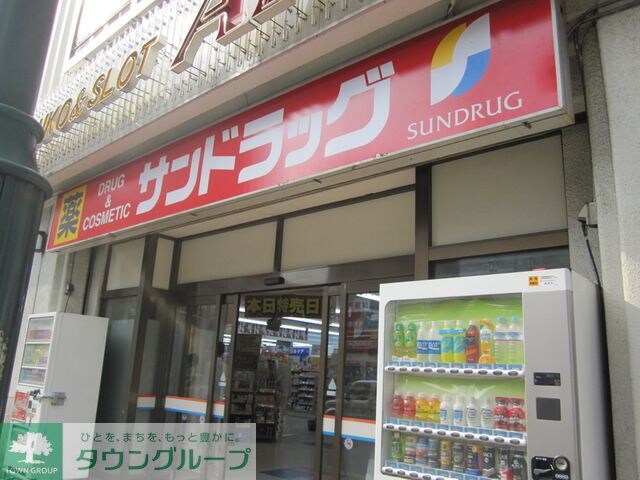 KO & SLOT
A
薬
DRUG
&
COSMETIC
サンドラッグ
SUNDRUG
本日特売日
TOWN GROUP
ひとを、まちを、もっと豊かに。
タウングループ